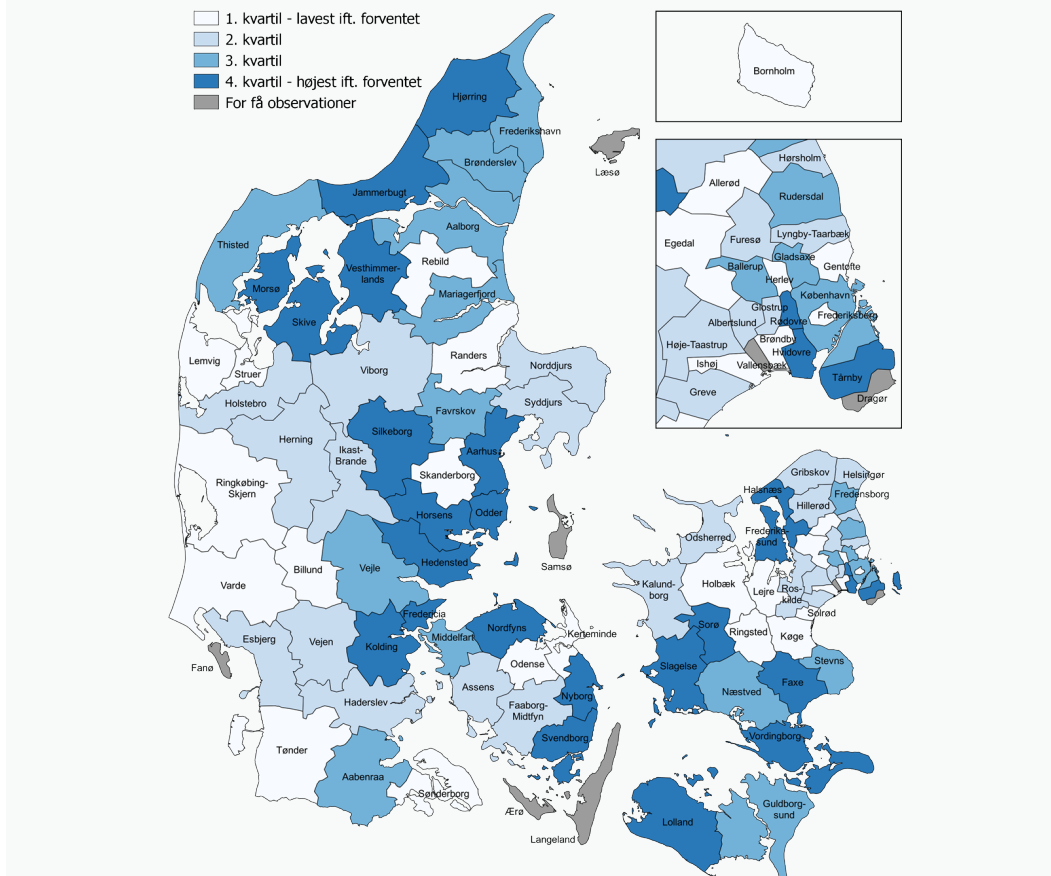 1. kvartil - lavest ift. forventet
2. kvartil
3. kvartil
4. kvartil - højest ift. forventet
For få observationer
Bornholm
Hjørring
Frederikshavn
Læsø
Brønderslev
Jammerbugt
Aalborg
Thisted
Rebild
Vesthimmer-
lands
Morsø
Mariagerfjord
Skive
Lemvig
Struer
Randers
Viborg
Norddjurs
Holstebro
Syddjurs
Favrskov
Silkeborg
Herning
Ikast-
Brande
Aarhus
Skanderborg
Ringkøbing-
Skjern
Horsens
Odder
Hedensted
Samsø
Vejle
Billund
Varde
Fredericia
Middelfart
Nordfyns
Kerteminde
Esbjerg
Vejen
Kolding
Fanø
Odense
Assens
Nyborg
Haderslev
Faaborg-
Midtfyn
Svendborg
Tønder
Aabenraa
Sønderborg
Ærø
Langeland
Hørsholm
Allerød
Rudersdal
Egedal
Furesø
Lyngby-Taarbæk
Gladsaxe
Ballerup
Gentofte
Herlev
København
Glostrup
Frederiksberg
Albertslund
Rødovre
Brøndby
Høje-Taastrup
Hvidovre
Ishøj
Vallensbæk
Tårnby
Greve
Dragør
Gribskov
Helsingør
Halsnæs
Fredensborg
Hillerød
Frederiks-
sund
Odsherred
Kalund-
borg
Holbæk
Lejre
Ros-
kilde
Solrød
Sorø
Ringsted
Køge
Slagelse
Stevns
Faxe
Næstved
Vordingborg
Guldborg-
sund
Lolland